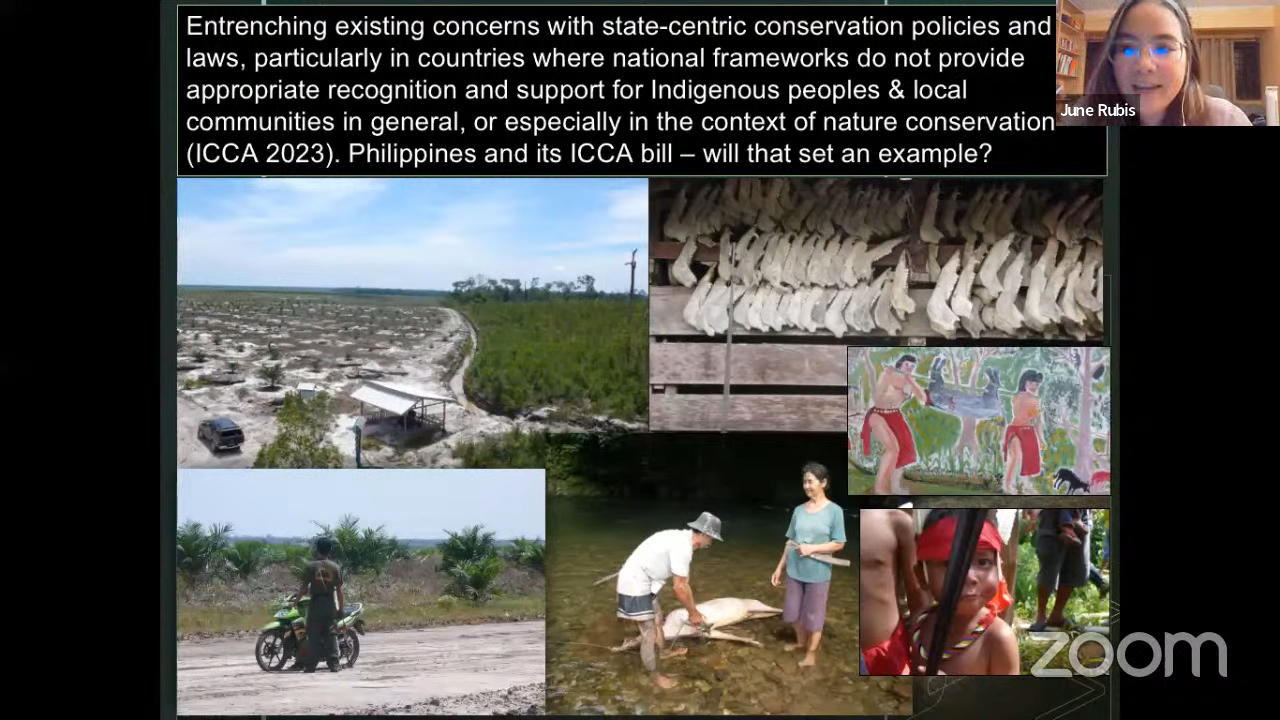 Entrenching existing concerns with state-centric conservation policies and
laws, particularly in countries where national frameworks do not provide
appropriate recognition and support for Indigenous peoples & local
communities in general, or especially in the context of nature conservation
(ICCA 2023). Philippines and its ICCA bill – will that set an example?
June Rubis
zoom